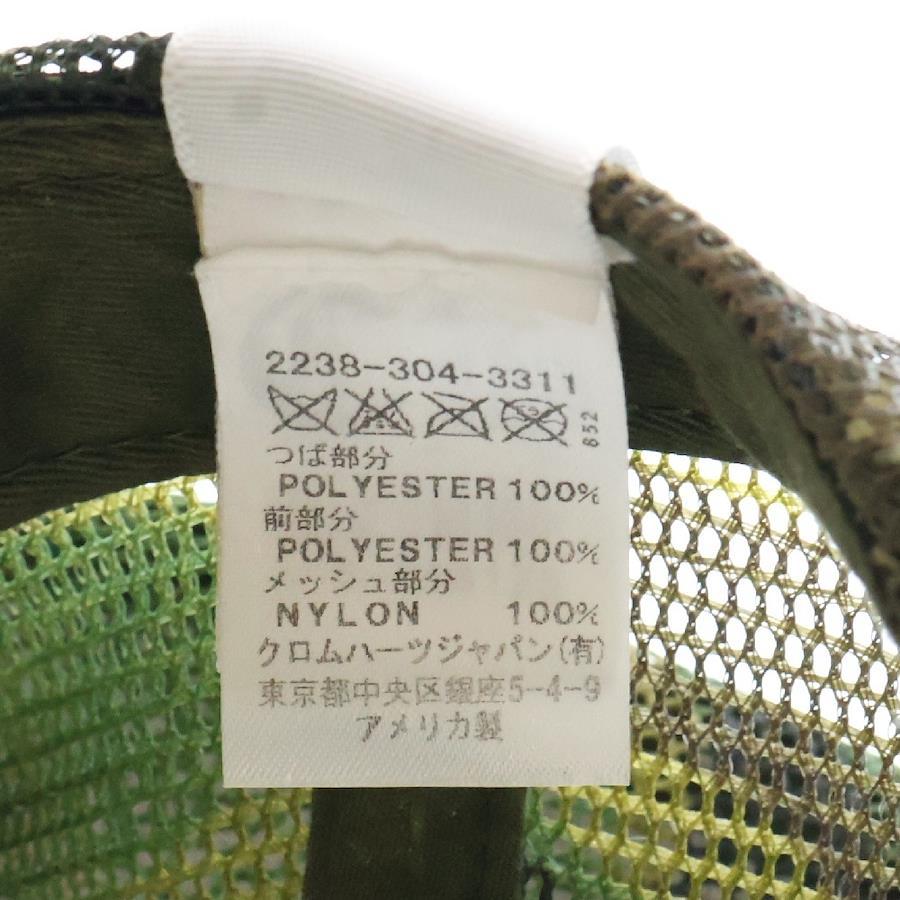 2238-304-3311
852
つば部分
POLYESTER 100%
前部分
POLYESTER 100%
メッシュ部分
NYLON 100%
クロムハーツジャパン(有)
東京都中央区銀座5-4-9
アメリカ製